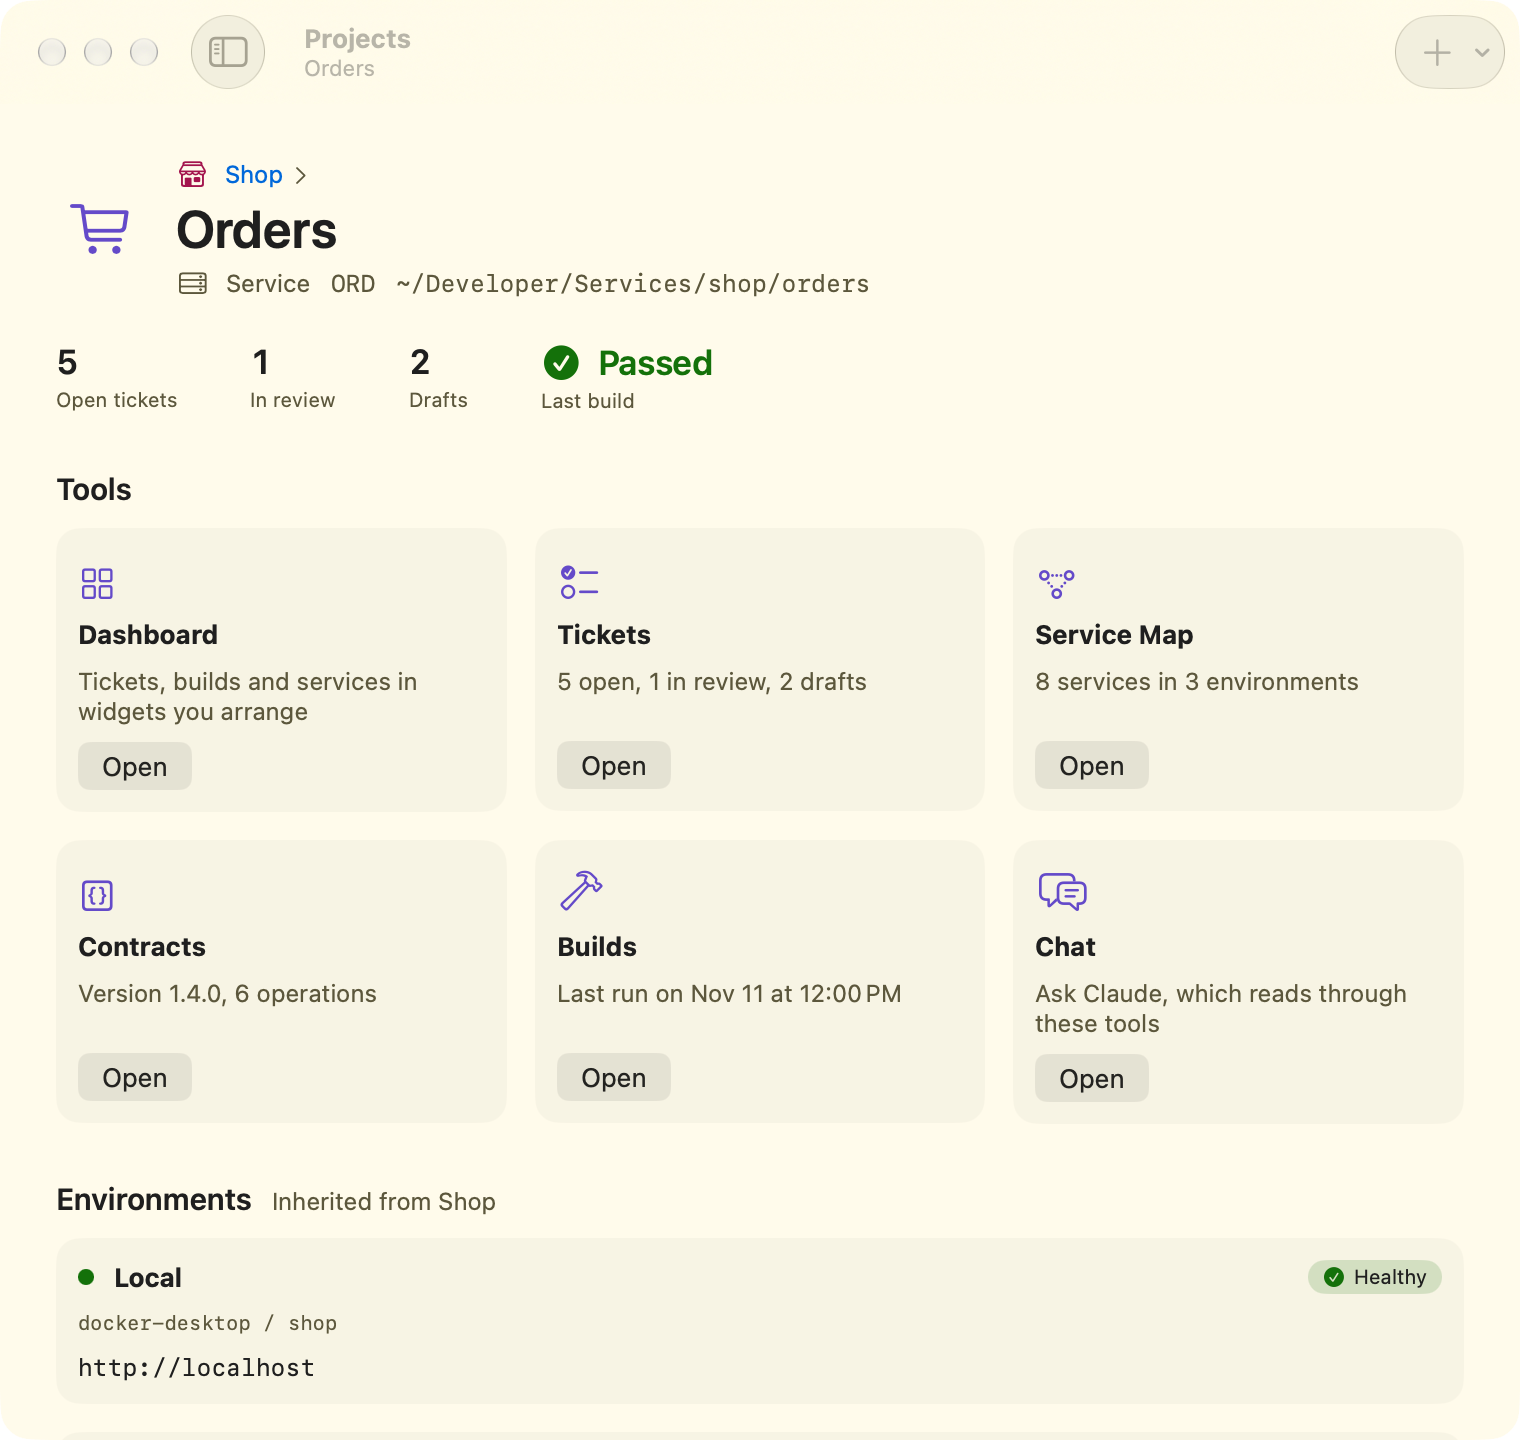 Projects
Orders
Shop
Orders
Service ORD ~/Developer/Services/shop/orders
5
Open tickets
1
In review
2
Drafts
Passed
Last build
Tools
Dashboard
Tickets, builds and services in
widgets you arrange
Open
Tickets
5 open, 1 in review, 2 drafts
Open
Service Map
8 services in 3 environments
Open
Contracts
Version 1.4.0, 6 operations
Open
Builds
Last run on Nov 11 at 12:00 PM
Open
Chat
Ask Claude, which reads through
these tools
Open
Environments Inherited from Shop
Local
Healthy
docker-desktop / shop
http://localhost